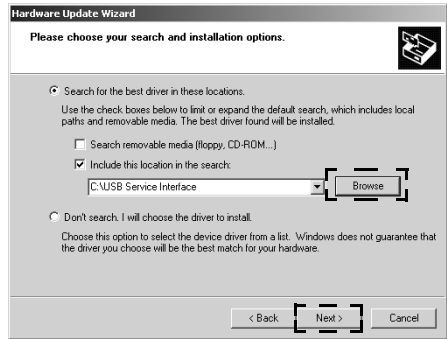 Hardware Update Wizard
Please choose your search and installation options.
Search for the best driver in these locations.
Use the check boxes below to limit or expand the default search, which includes local
paths and removable media. The best driver found will be installed.
Search removable media (floppy, CD-ROM...)
Include this location in the search:
C:\USB Service Interface
Browse
Don't search. I will choose the driver to install.
Choose this option to select the device driver from a list. Windows does not guarantee that
the driver you choose will be the best match for your hardware.
< Back
Next >
Cancel